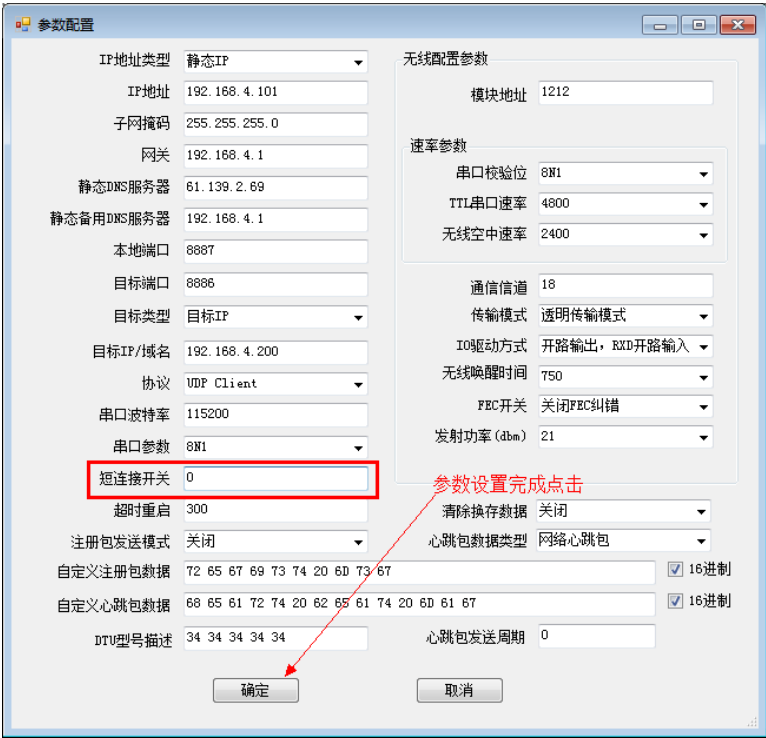 参数配置
IP地址类型 静态IP
IP地址 192.168.4.101
子网掩码 255.255.255.0
网关 192.168.4.1
静态DNS服务器 61.139.2.69
静态备用DNS服务器 192.168.4.1
本地端口 8887
目标端口 8886
目标类型 目标IP
目标IP/域名 192.168.4.200
协议 UDP Client
串口波特率 115200
串口参数 8N1
短连接开关 0
超时重启 300
注册包发送模式 关闭
无线配置参数
模块地址 1212
速率参数
串口校验位 8N1
TTL串口速率 4800
无线空中速率 2400
通信信道 18
传输模式 透明传输模式
IO驱动方式 开路输出，RXD开路输入
无线唤醒时间 750
FEC开关 关闭FEC纠错
发射功率(dbm) 21
参数设置完成点击
清除换存数据 关闭
心跳包数据类型 网络心跳包
自定义注册包数据 72 65 67 69 73 74 20 6D 73 67 16进制
自定义心跳包数据 68 65 61 72 74 20 62 65 61 74 20 6D 61 67 16进制
DTU型号描述 34 34 34 34 34 心跳包发送周期 0
确定 取消